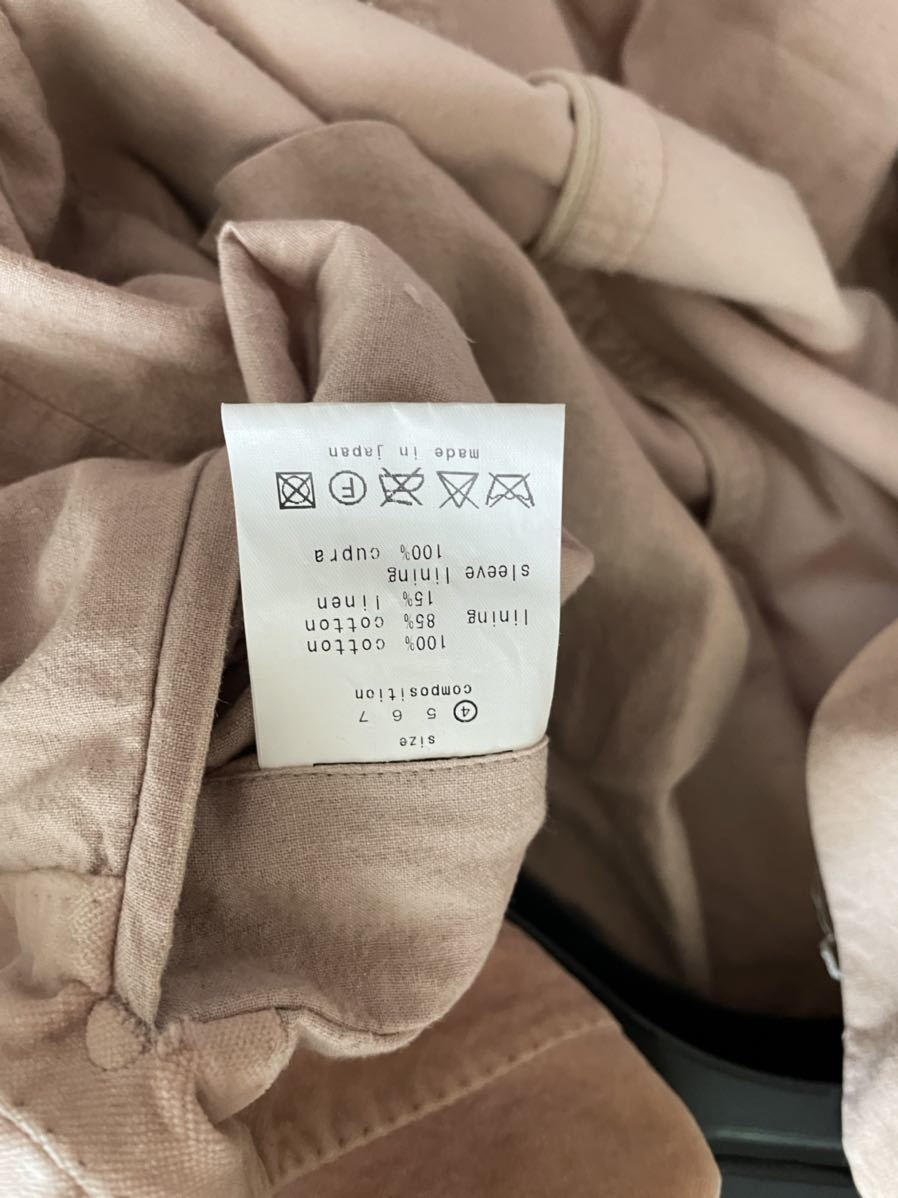 size
4 5 6 7
composition
100% cotton
lining 85% cotton
15% linen
sleeve lining
100% cupra
F
made in japan